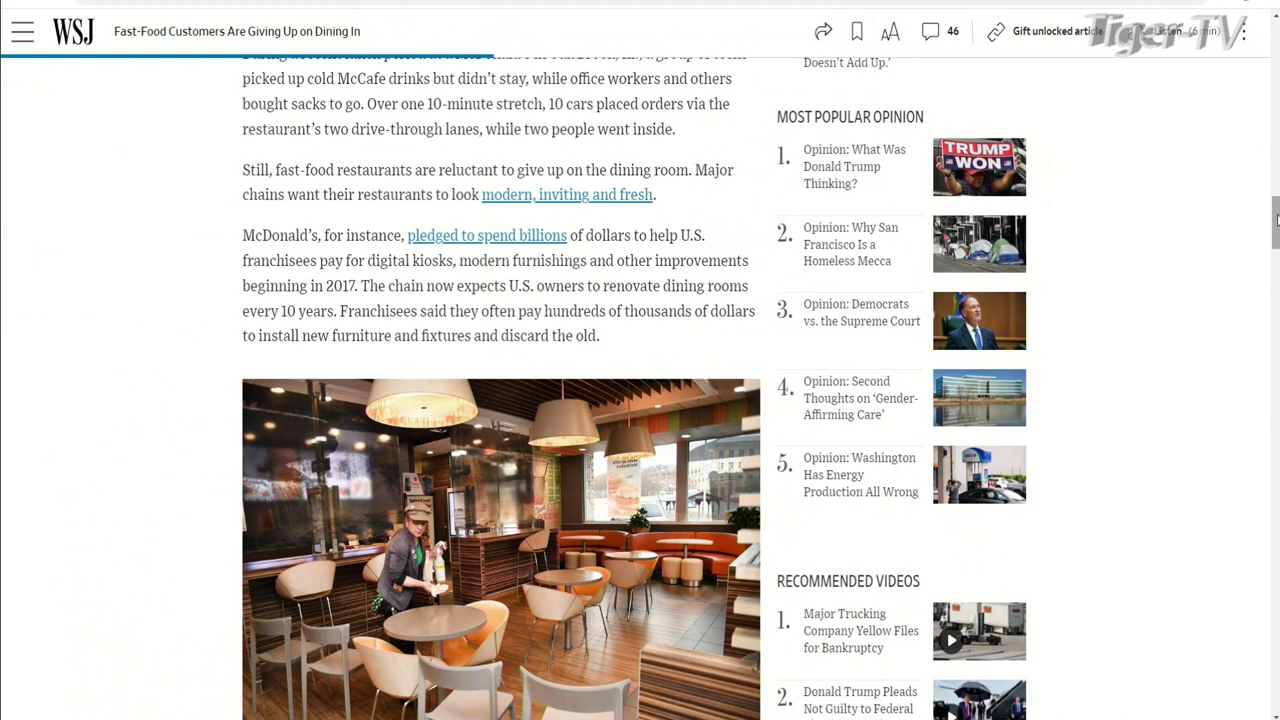 WSJ
Fast-Food Customers Are Giving Up on Dining In
46
Gift unlocked article
Listen (6 min)
Tiger-TV
picked up cold McCafe drinks but didn't stay, while office workers and others
bought sacks to go. Over one 10-minute stretch, 10 cars placed orders via the
restaurant's two drive-through lanes, while two people went inside.
Still, fast-food restaurants are reluctant to give up on the dining room. Major
chains want their restaurants to look modern, inviting and fresh.
McDonald's, for instance, pledged to spend billions of dollars to help U.S.
franchisees pay for digital kiosks, modern furnishings and other improvements
beginning in 2017. The chain now expects U.S. owners to renovate dining rooms
every 10 years. Franchisees said they often pay hundreds of thousands of dollars
to install new furniture and fixtures and discard the old.
Doesn't Add Up.'
MOST POPULAR OPINION
1.
Opinion: What Was
Donald Trump
Thinking?
TRUMP
WON
2.
Opinion: Why San
Francisco Is a
Homeless Mecca
3.
Opinion: Democrats
vs. the Supreme Court
4.
Opinion: Second
Thoughts on 'Gender-
Affirming Care'
5.
Opinion: Washington
Has Energy
Production All Wrong
RECOMMENDED VIDEOS
1.
Major Trucking
Company Yellow Files
for Bankruptcy
2.
Donald Trump Pleads
Not Guilty to Federal